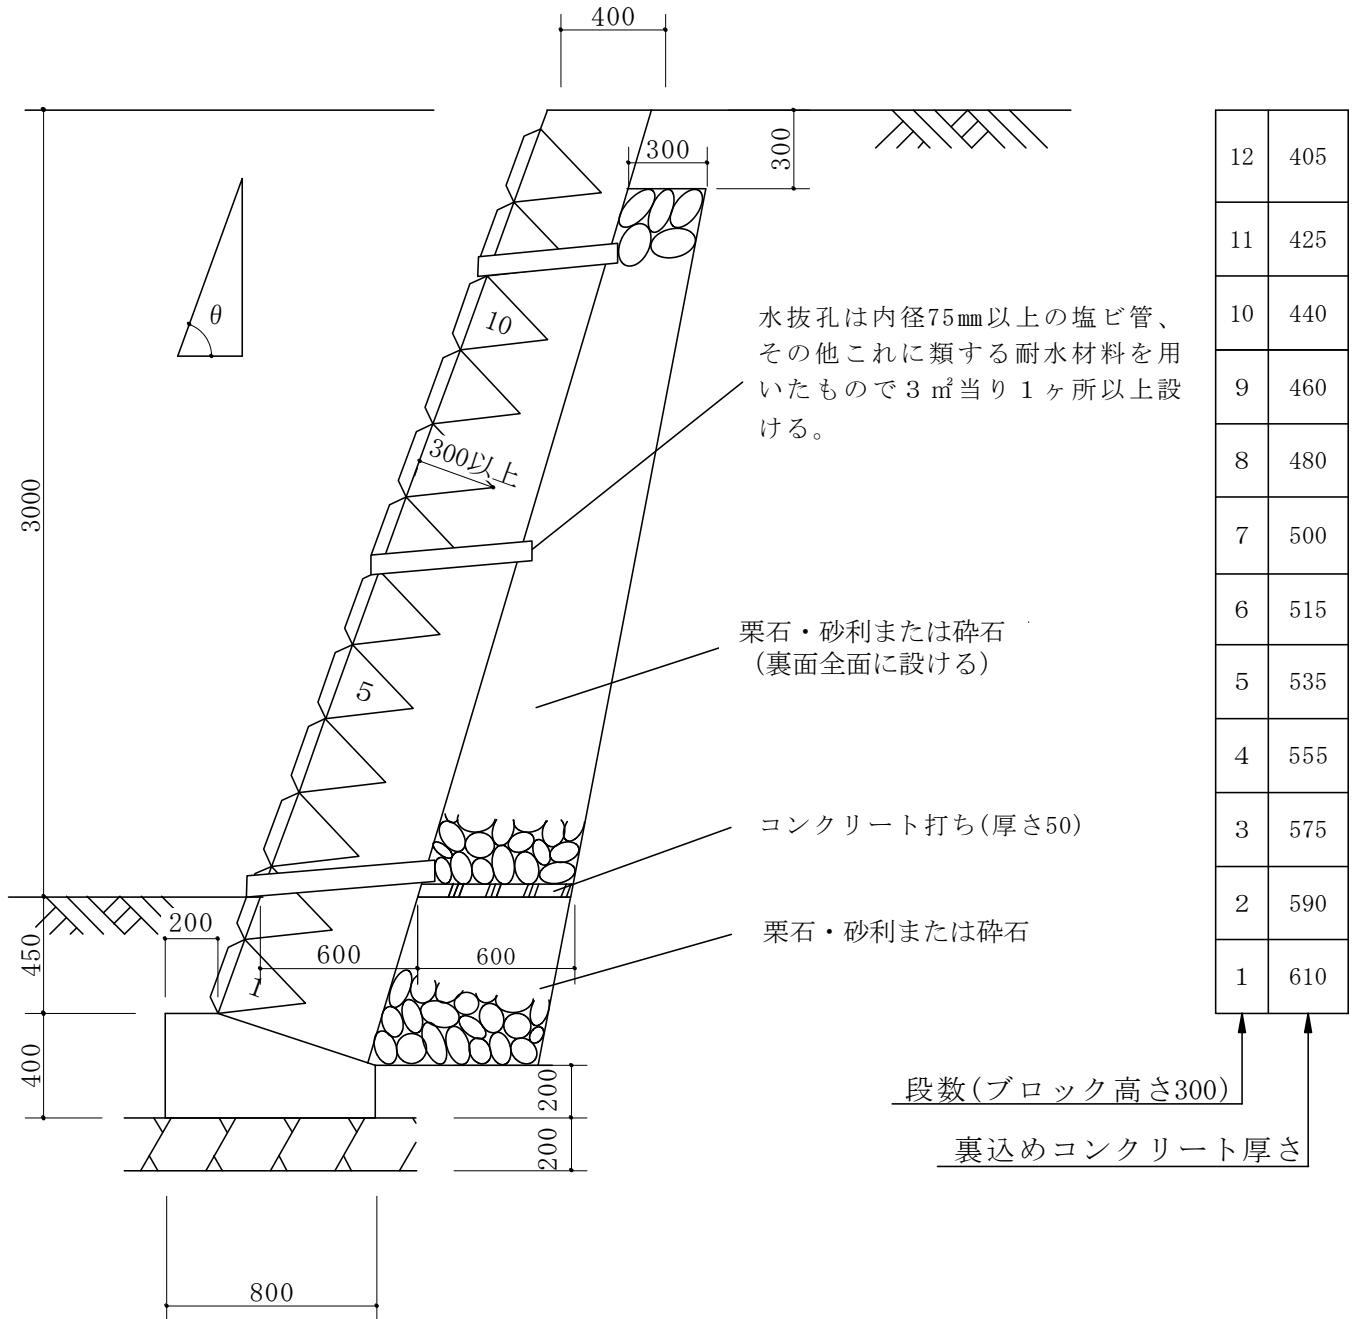 400
300
300
12 405
11 425
10 440
9 460
8 480
7 500
6 515
5 535
4 555
3 575
2 590
1 610
θ
10
水抜孔は内径75㎜以上の塩ビ管、
その他これに類する耐水材料を用
いたもので３㎡当り１ヶ所以上設
ける。
300以上
3000
栗石・砂利または砕石
(裏面全面に設ける)
5
コンクリート打ち(厚さ50)
200
600
600
栗石・砂利または砕石
450
1
400
200
200
段数(ブロック高さ300)
裏込めコンクリート厚さ
800